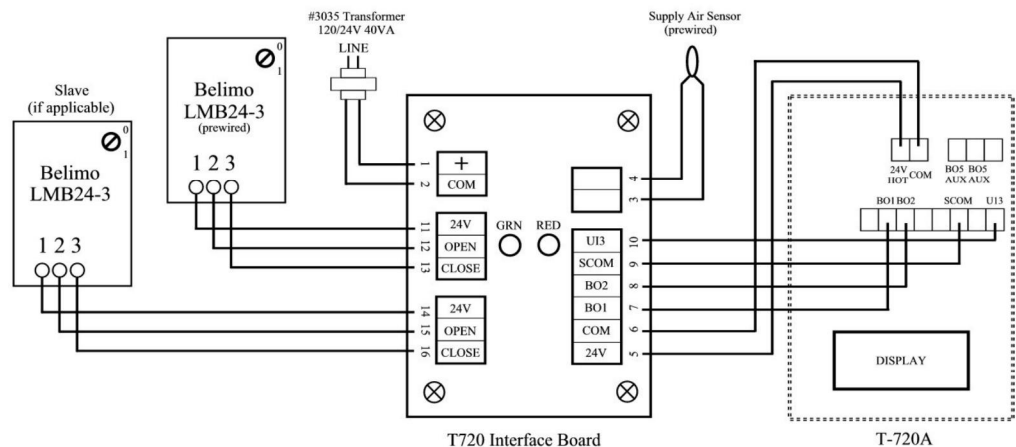 #3035 Transformer
120/24V 40VA
LINE
Supply Air Sensor
(prewired)
Slave
(if applicable)
0
1
Belimo
LMB24-3
(prewired)
1 2 3
0
1
Belimo
LMB24-3
1 2 3
1
+
2
COM
11
24V
12
OPEN
13
CLOSE
14
24V
15
OPEN
16
CLOSE
GRN
RED
4
3
UI3
10
SCOM
9
BO2
8
BO1
7
COM
6
24V
5
24V
HOT
COM
BO5
AUX
BO5
AUX
BO1
BO2
SCOM
U13
DISPLAY
T720 Interface Board
T-720A